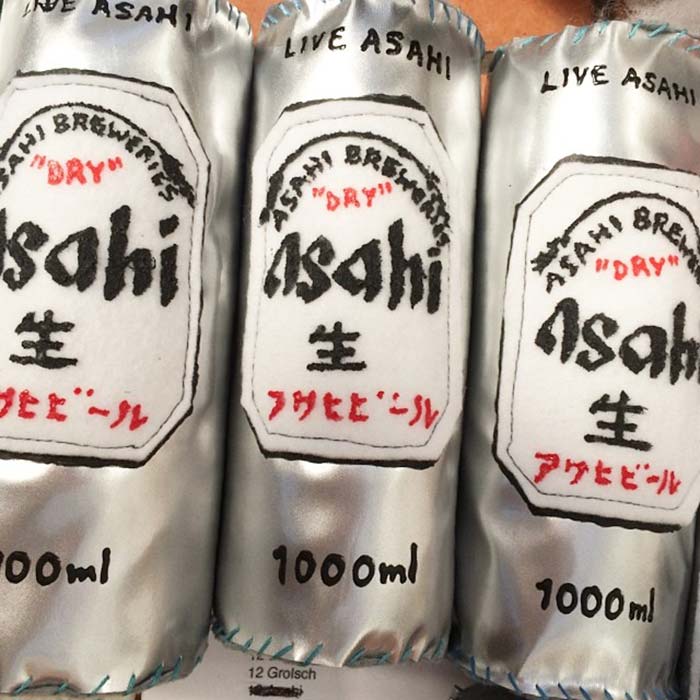 LIVE ASAHI
ASAHI BREWERIES
"DRY"
Asahi
生
アサヒビール
1000ml
LIVE ASAHI
ASAHI BREWERIES
"DRY"
Asahi
生
アサヒビール
1000ml
LIVE ASAHI
ASAHI BREW
"DRY"
Asah
生
アサヒビール
1000ml
12 Grolsch